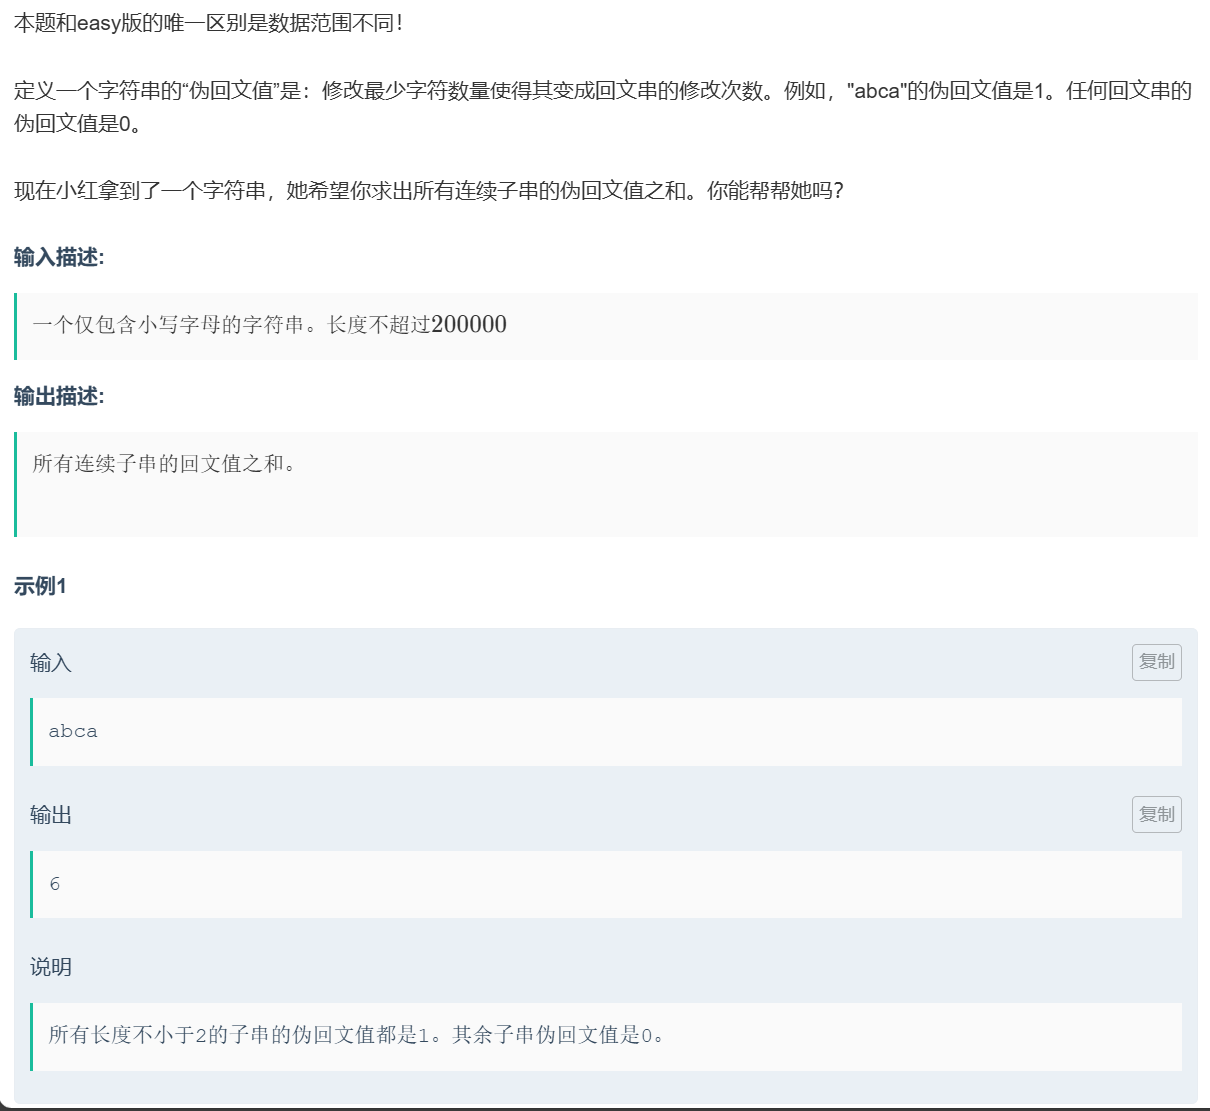 本题和easy版的唯一区别是数据范围不同！
定义一个字符串的“伪回文值”是：修改最少字符数量使得其变成回文串的修改次数。例如，"abca"的伪回文值是1。任何回文串的
伪回文值是0。
现在小红拿到了一个字符串，她希望你求出所有连续子串的伪回文值之和。你能帮帮她吗？
输入描述:
一个仅包含小写字母的字符串。长度不超过200000
输出描述:
所有连续子串的回文值之和。
示例1
输入
复制
abca
输出
复制
6
说明
所有长度不小于2的子串的伪回文值都是1。其余子串伪回文值是0。